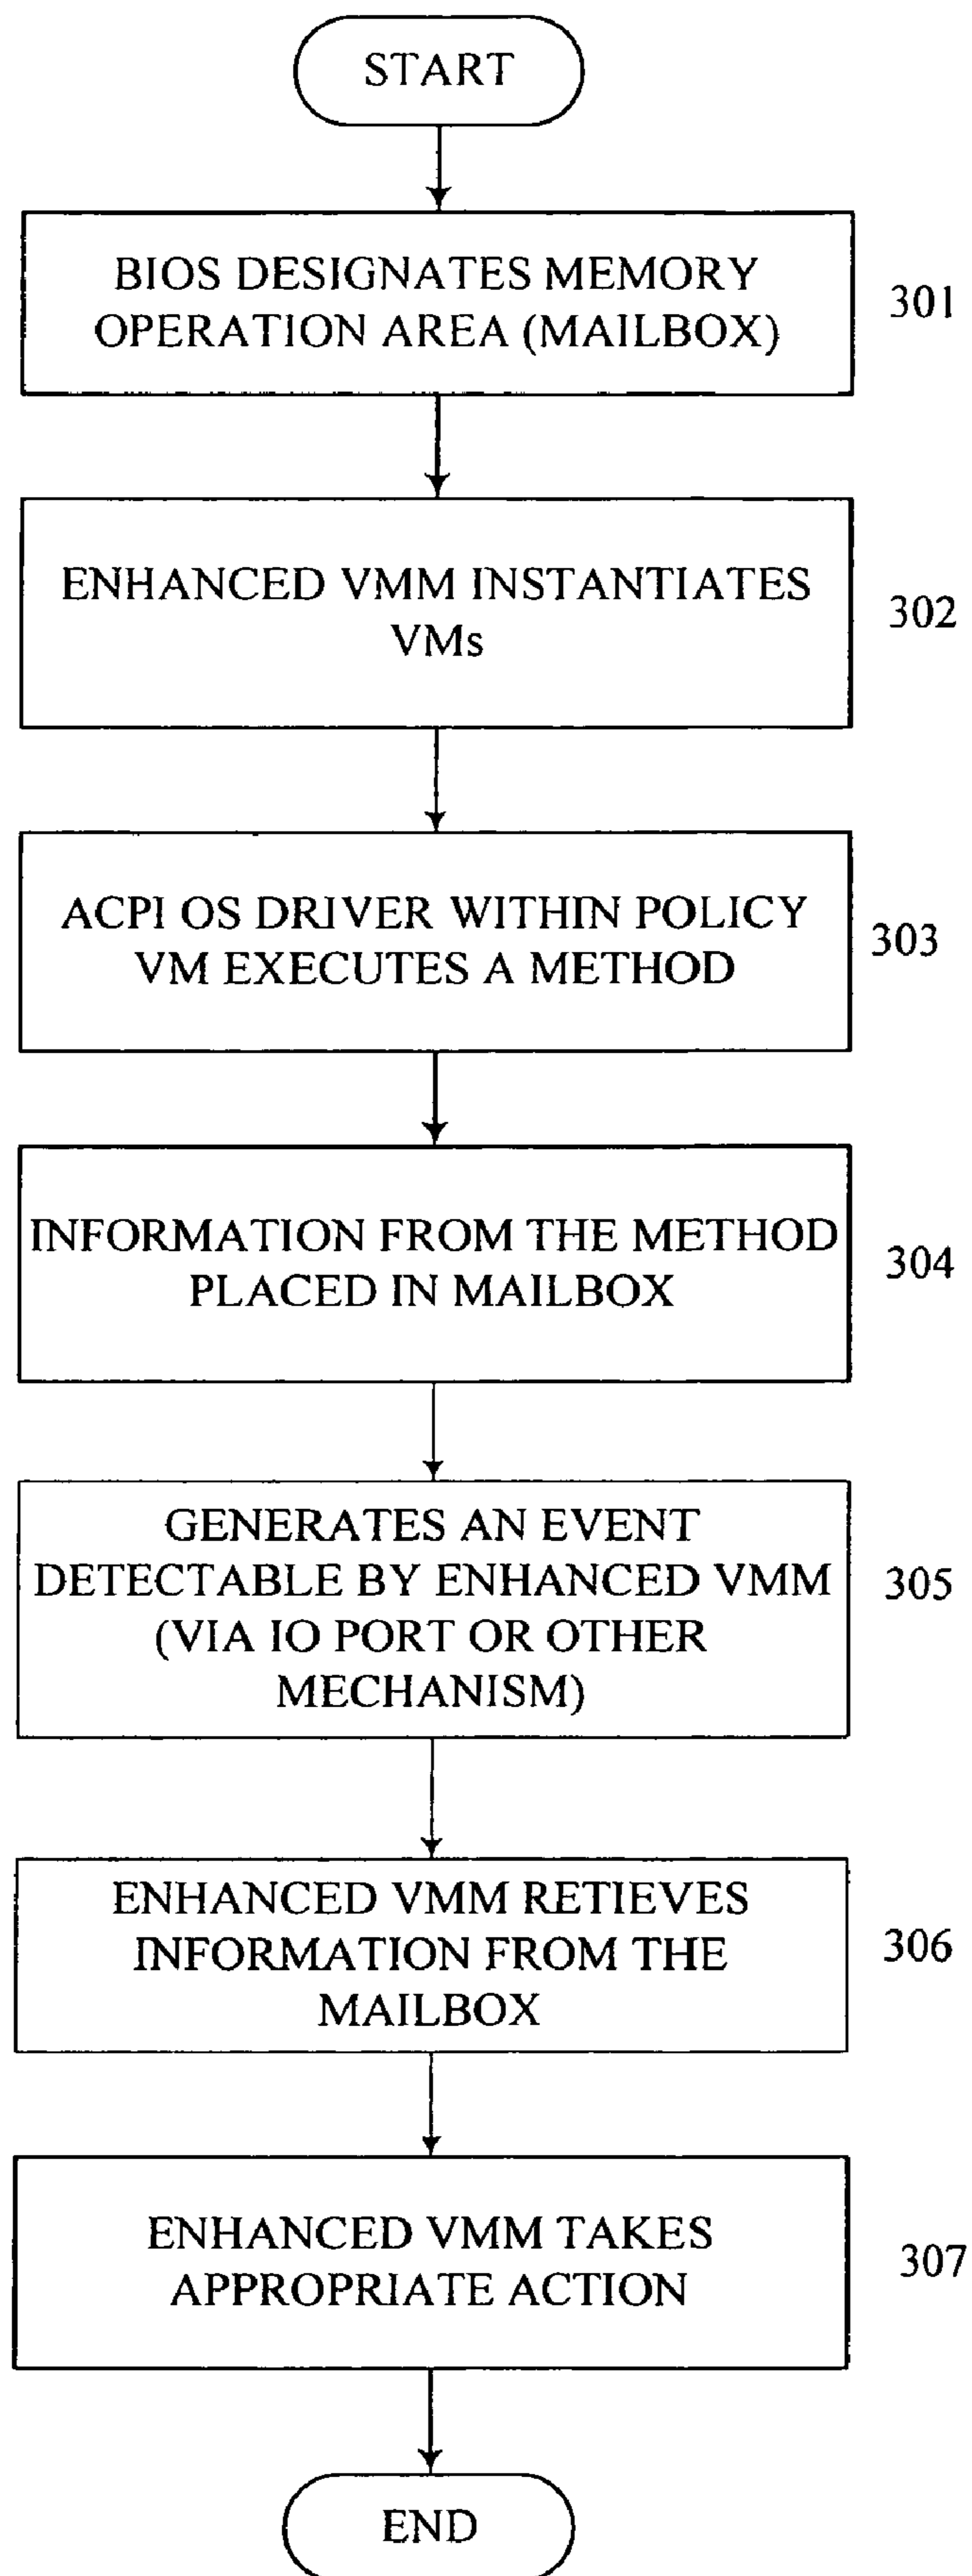 START
BIOS DESIGNATES MEMORY
OPERATION AREA (MAILBOX)
301
ENHANCED VMM INSTANTIATES
VMs
302
ACPI OS DRIVER WITHIN POLICY
VM EXECUTES A METHOD
303
INFORMATION FROM THE METHOD
PLACED IN MAILBOX
304
GENERATES AN EVENT
DETECTABLE BY ENHANCED VMM
(VIA IO PORT OR OTHER
MECHANISM)
305
ENHANCED VMM RETIEVES
INFORMATION FROM THE
MAILBOX
306
ENHANCED VMM TAKES
APPROPRIATE ACTION
307
END